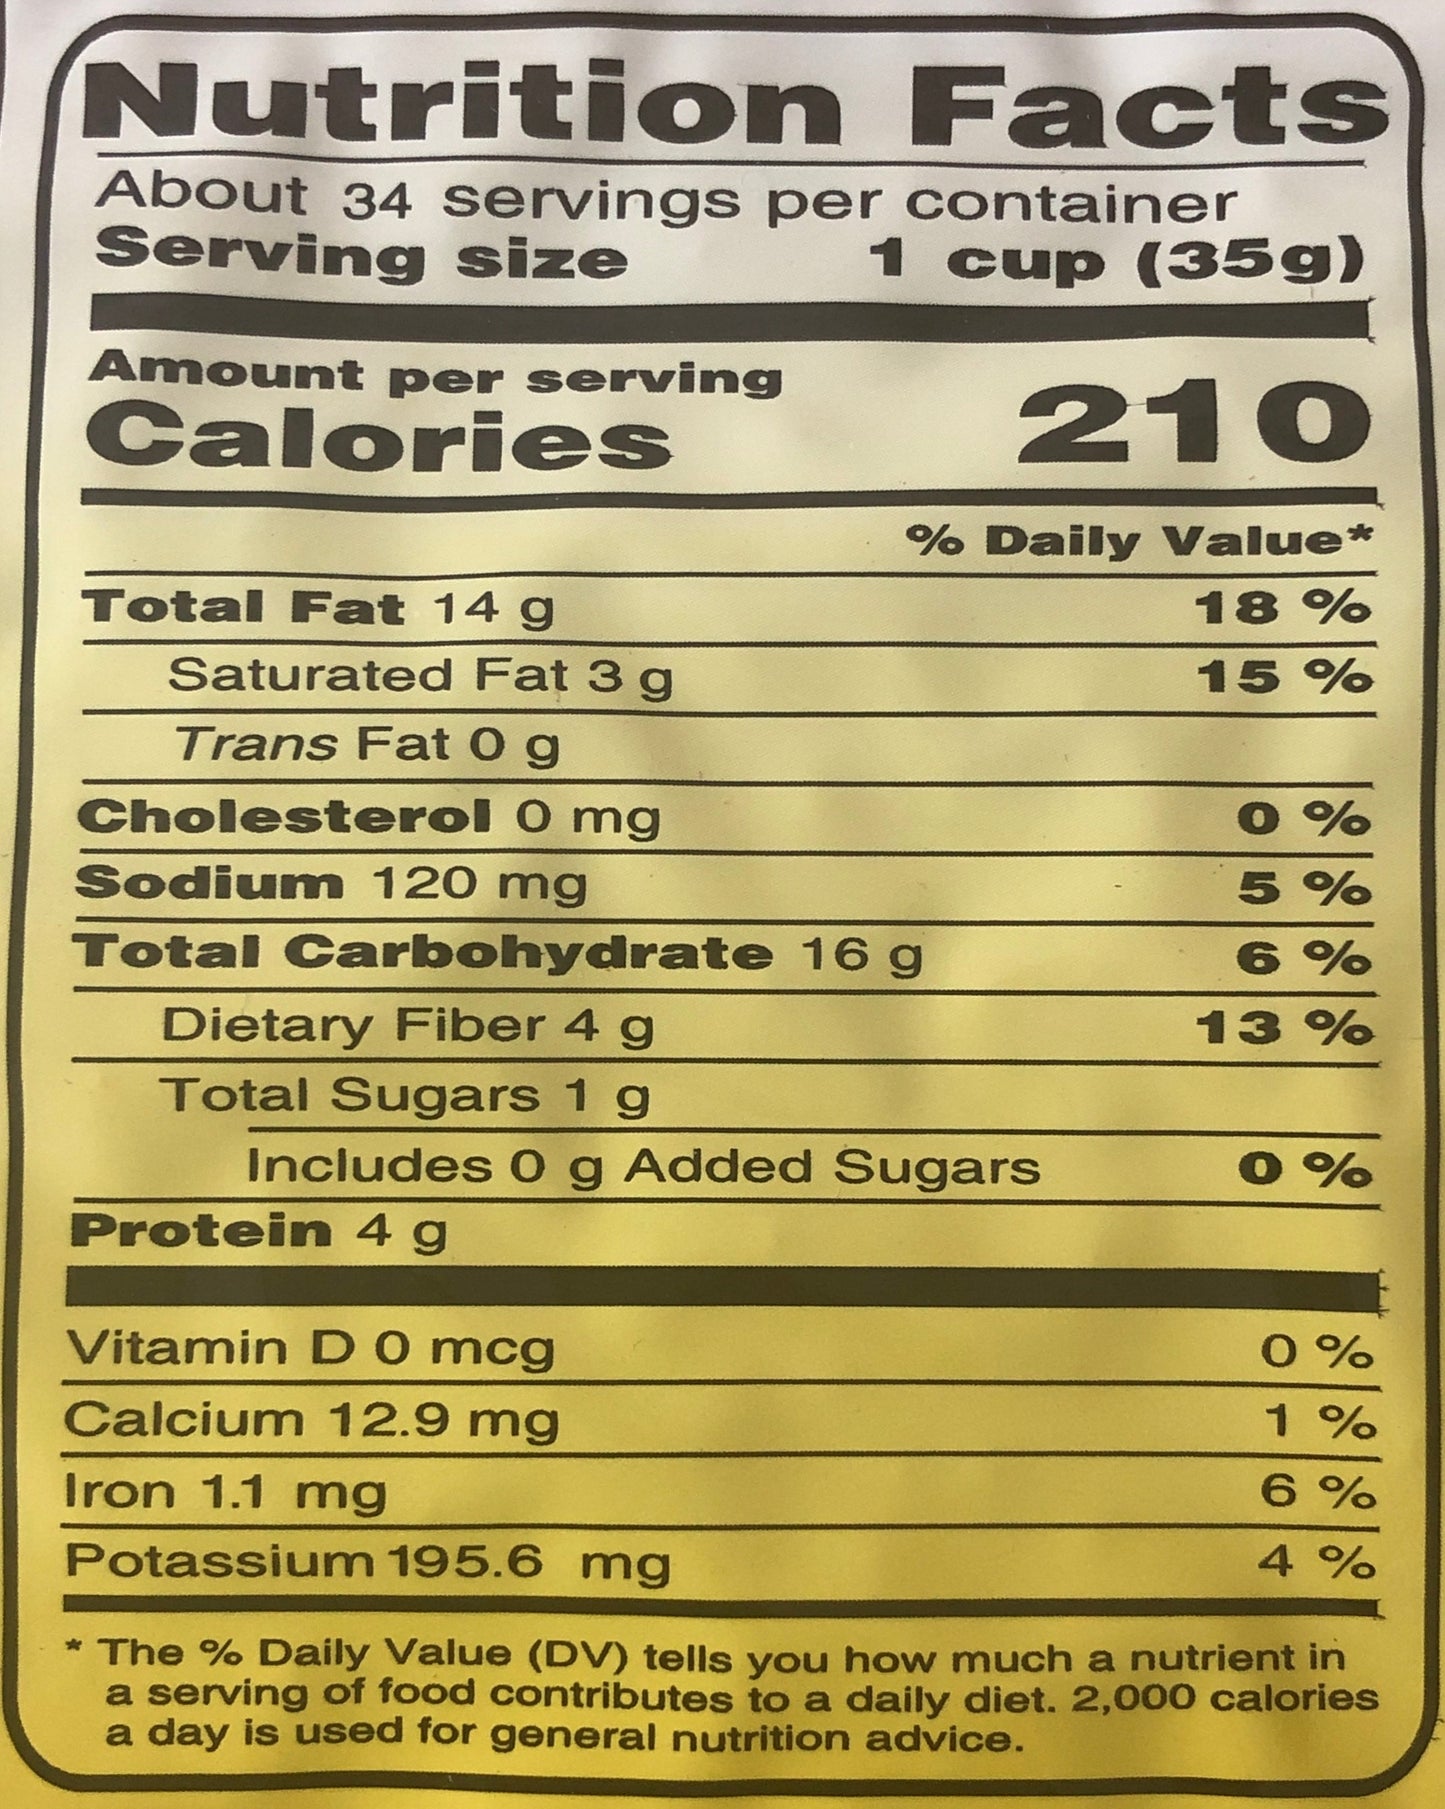 Nutrition Facts
About 34 servings per container
Serving size 1 cup (35g)
Amount per serving
Calories 210
% Daily Value*
Total Fat 14 g 18 %
Saturated Fat 3 g 15 %
Trans Fat 0 g
Cholesterol 0 mg 0 %
Sodium 120 mg 5 %
Total Carbohydrate 16 g 6 %
Dietary Fiber 4 g 13 %
Total Sugars 1 g
Includes 0 g Added Sugars 0 %
Protein 4 g
Vitamin D 0 mcg 0 %
Calcium 12.9 mg 1 %
Iron 1.1 mg 6 %
Potassium 195.6 mg 4 %
* The % Daily Value (DV) tells you how much a nutrient in
a serving of food contributes to a daily diet. 2,000 calories
a day is used for general nutrition advice.